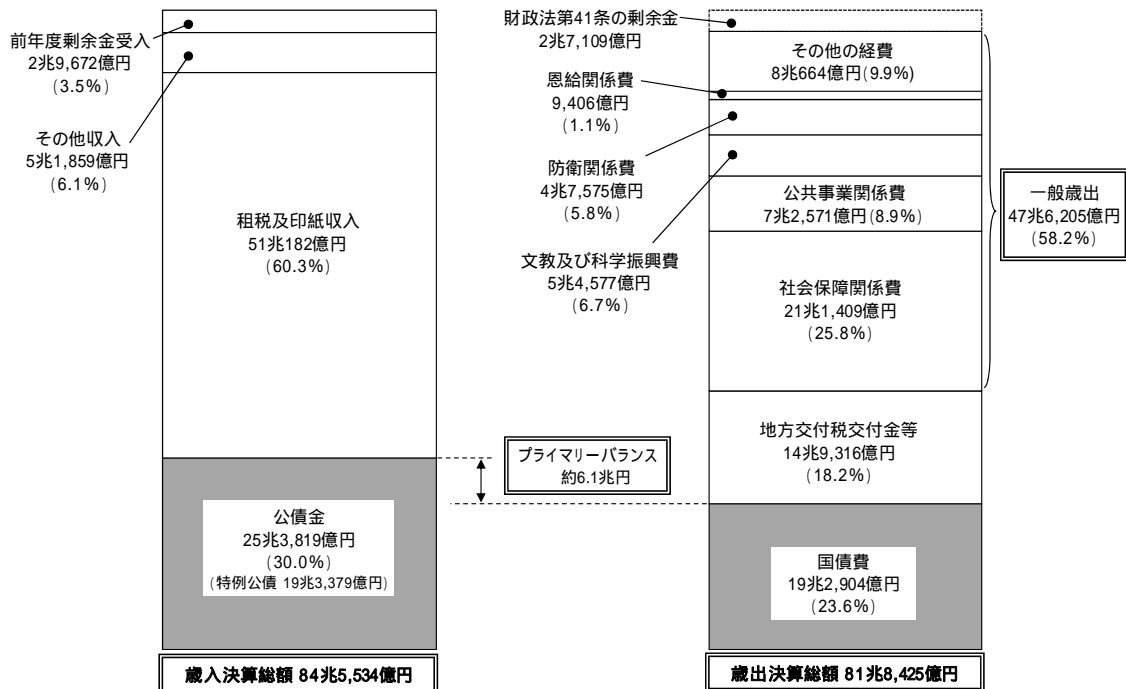 前年度剰余金受入
2兆9,672億円
(3.5%)
その他収入
5兆1,859億円
(6.1%)
租税及印紙収入
51兆182億円
(60.3%)
公債金
25兆3,819億円
(30.0%)
(特例公債 19兆3,379億円)
歳入決算総額 84兆5,534億円
プライマリーバランス
約6.1兆円
財政法第41条の剰余金
2兆7,109億円
その他の経費
8兆664億円(9.9%)
恩給関係費
9,406億円
(1.1%)
防衛関係費
4兆7,575億円
(5.8%)
文教及び科学振興費
5兆4,577億円
(6.7%)
公共事業関係費
7兆2,571億円(8.9%)
社会保障関係費
21兆1,409億円
(25.8%)
一般歳出
47兆6,205億円
(58.2%)
地方交付税交付金等
14兆9,316億円
(18.2%)
国債費
19兆2,904億円
(23.6%)
歳出決算総額 81兆8,425億円